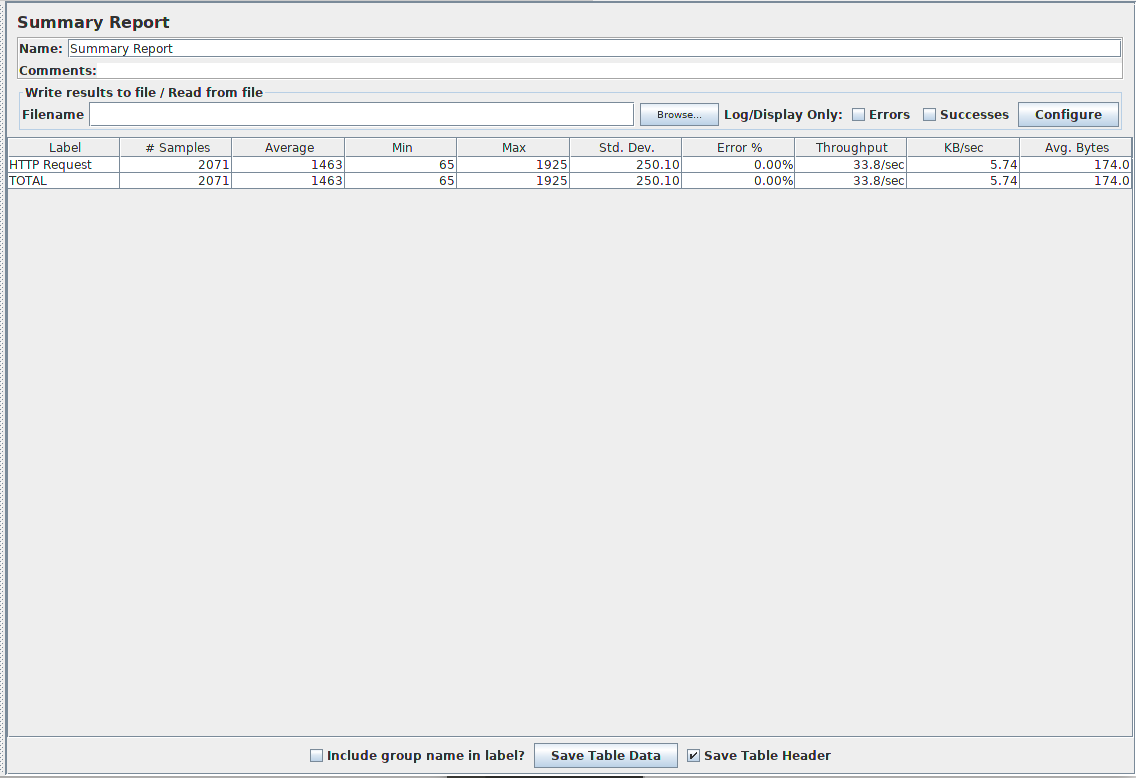 Summary Report
Name: Summary Report
Comments:
Write results to file / Read from file
Filename Browse... Log/Display Only: Errors Successes Configure
Label # Samples Average Min Max Std. Dev. Error % Throughput KB/sec Avg. Bytes
HTTP Request 2071 1463 65 1925 250.10 0.00% 33.8/sec 5.74 174.0
TOTAL 2071 1463 65 1925 250.10 0.00% 33.8/sec 5.74 174.0
Include group name in label? Save Table Data Save Table Header